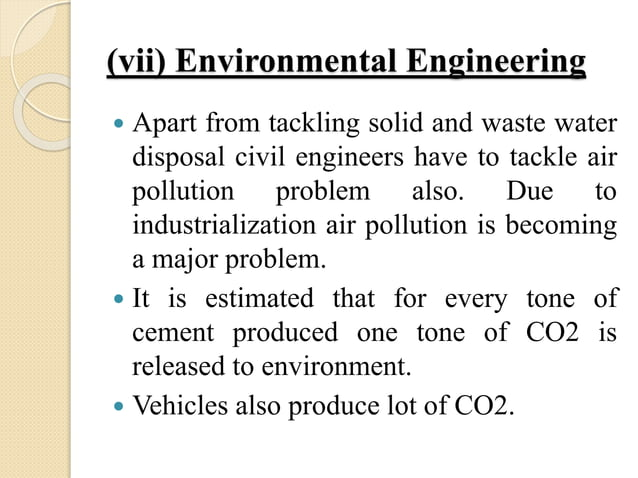 (vii) Environmental Engineering
Apart from tackling solid and waste water
disposal civil engineers have to tackle air
pollution problem also. Due to
industrialization air pollution is becoming
a major problem.
It is estimated that for every tone of
cement produced one tone of CO2 is
released to environment.
Vehicles also produce lot of CO2.